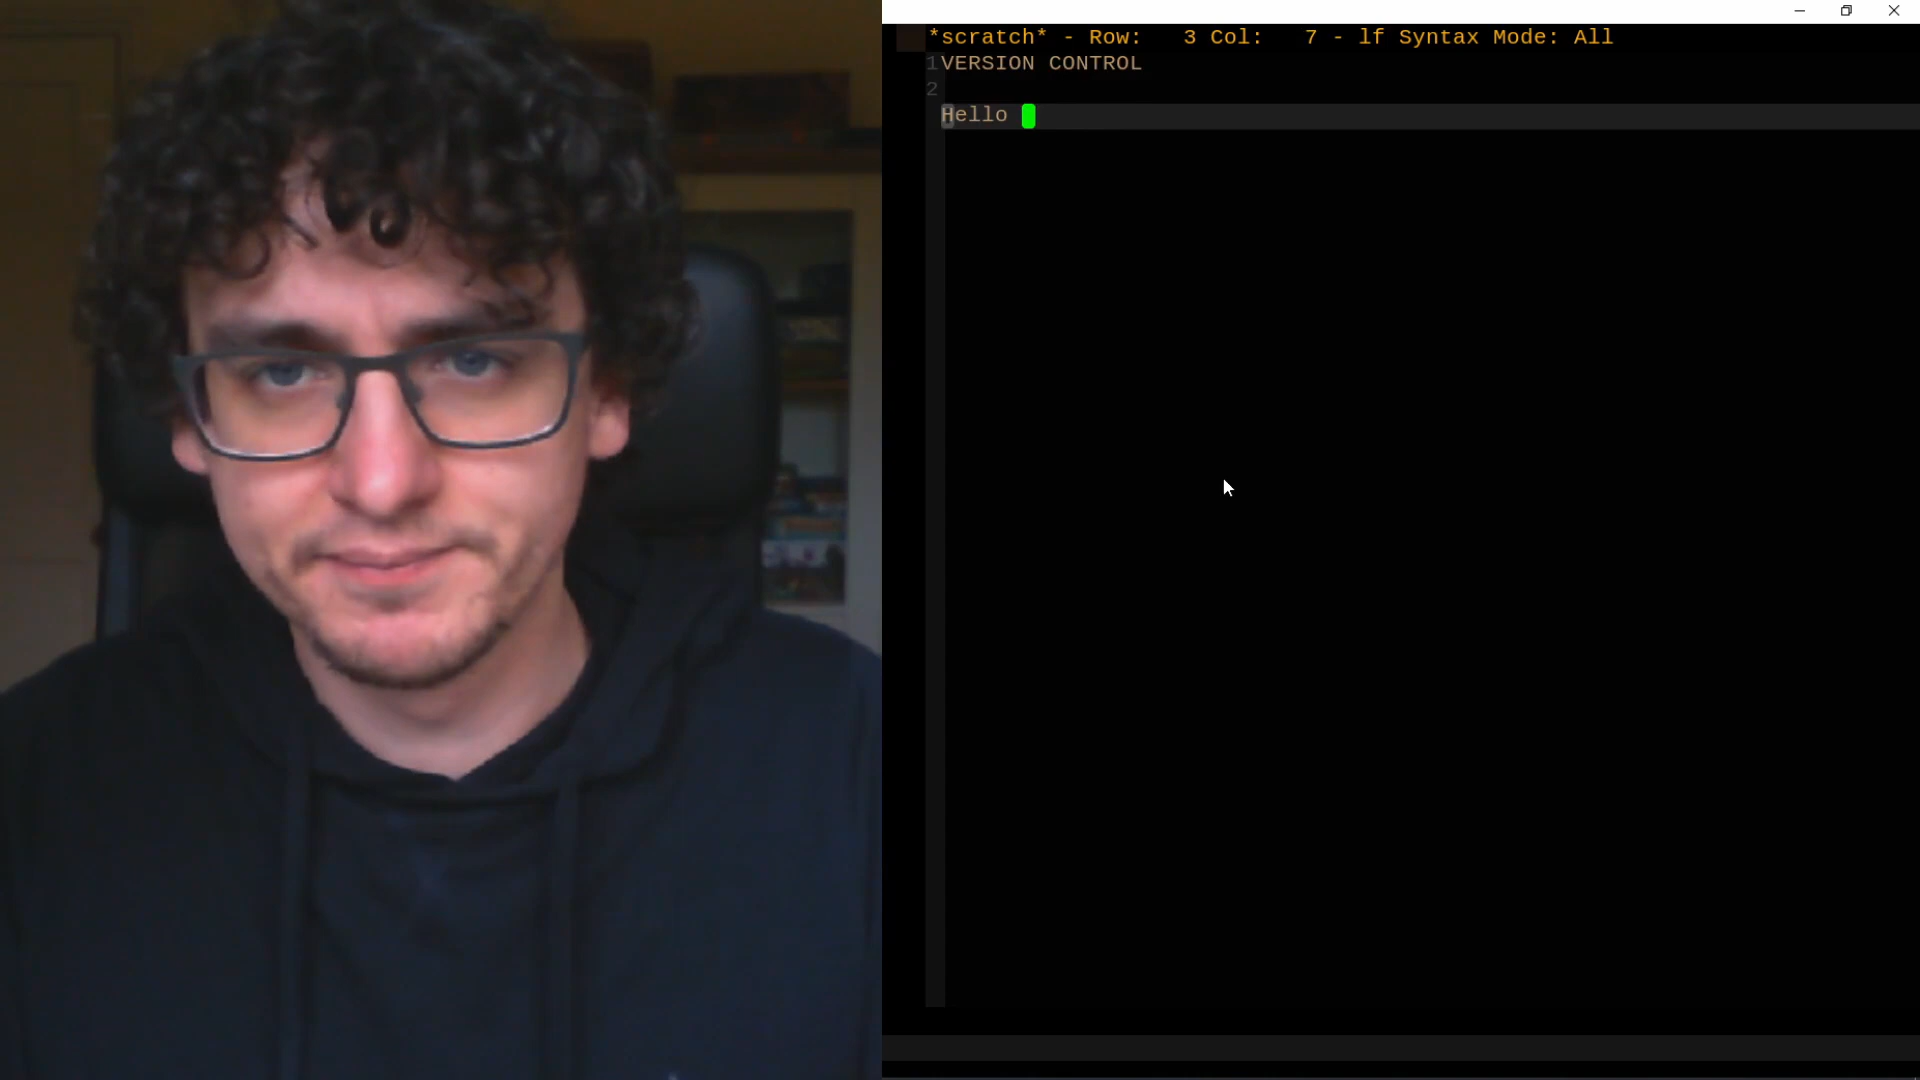 *scratch* - Row:   3 Col:   7 - lf Syntax Mode: All
1 VERSION CONTROL
2
Hello